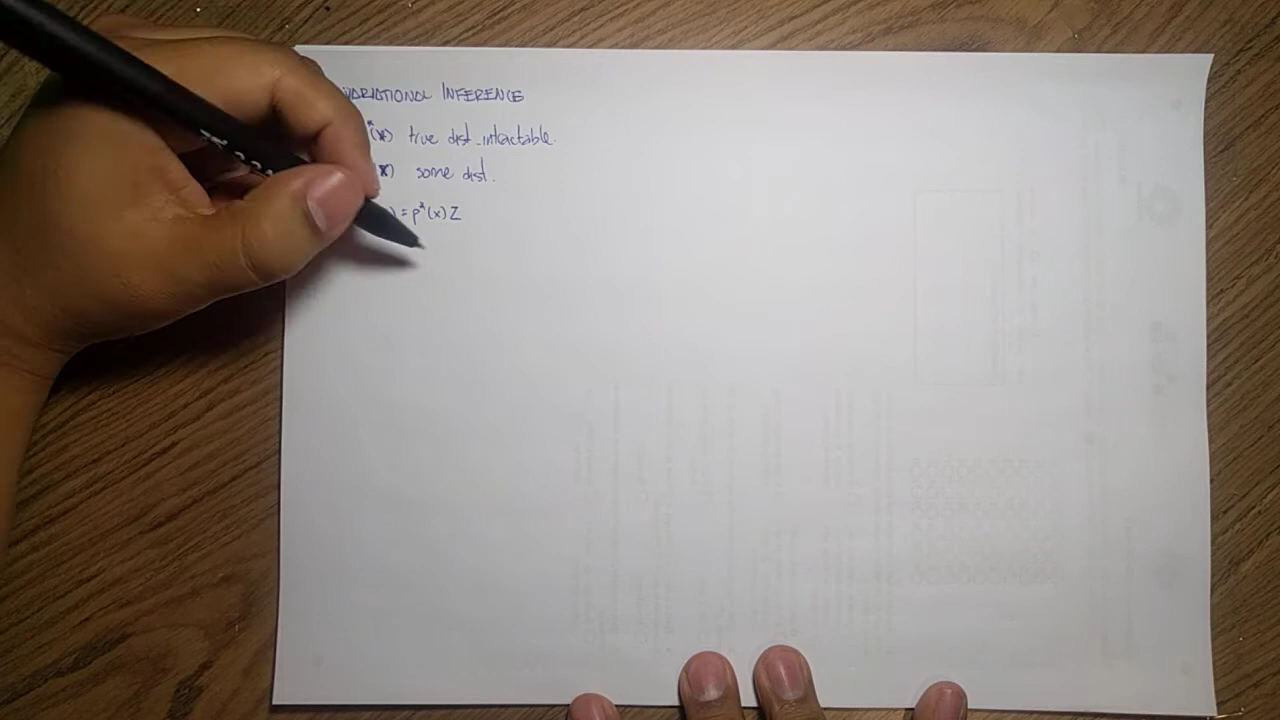 VARIATIONAL INFERENCE
*(x) true dist. intractable.
(x) some dist.
) = p*(x) Z